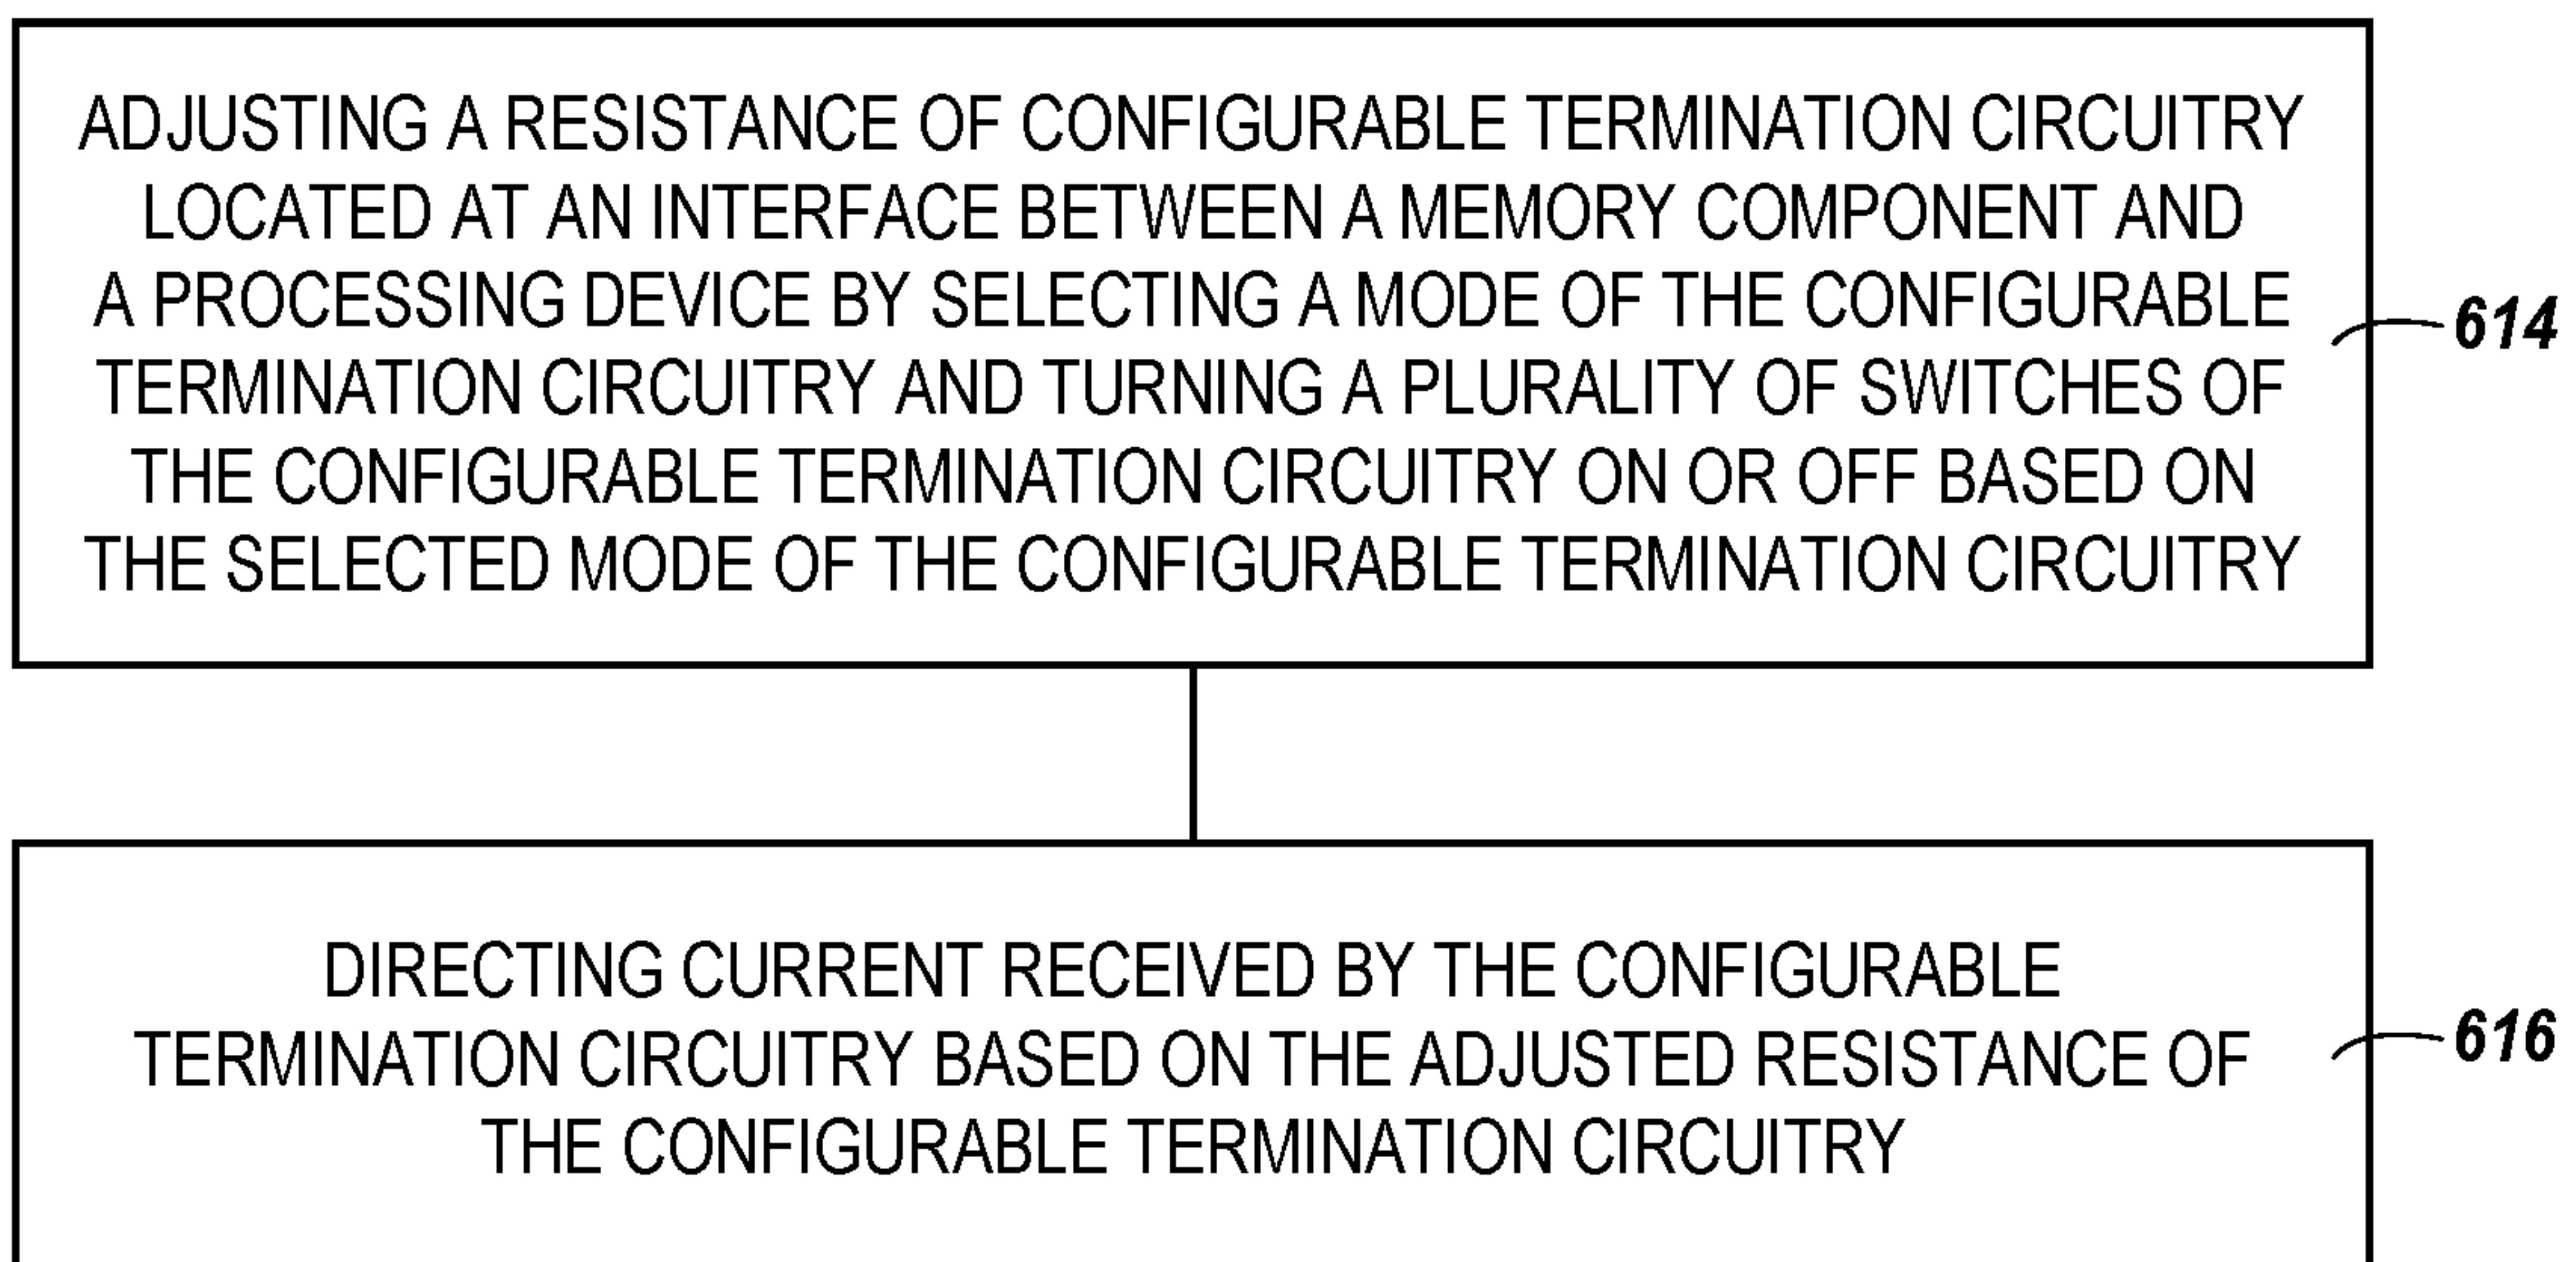 ADJUSTING A RESISTANCE OF CONFIGURABLE TERMINATION CIRCUITRY
LOCATED AT AN INTERFACE BETWEEN A MEMORY COMPONENT AND
A PROCESSING DEVICE BY SELECTING A MODE OF THE CONFIGURABLE
TERMINATION CIRCUITRY AND TURNING A PLURALITY OF SWITCHES OF
THE CONFIGURABLE TERMINATION CIRCUITRY ON OR OFF BASED ON
THE SELECTED MODE OF THE CONFIGURABLE TERMINATION CIRCUITRY
614
DIRECTING CURRENT RECEIVED BY THE CONFIGURABLE
TERMINATION CIRCUITRY BASED ON THE ADJUSTED RESISTANCE OF
THE CONFIGURABLE TERMINATION CIRCUITRY
616